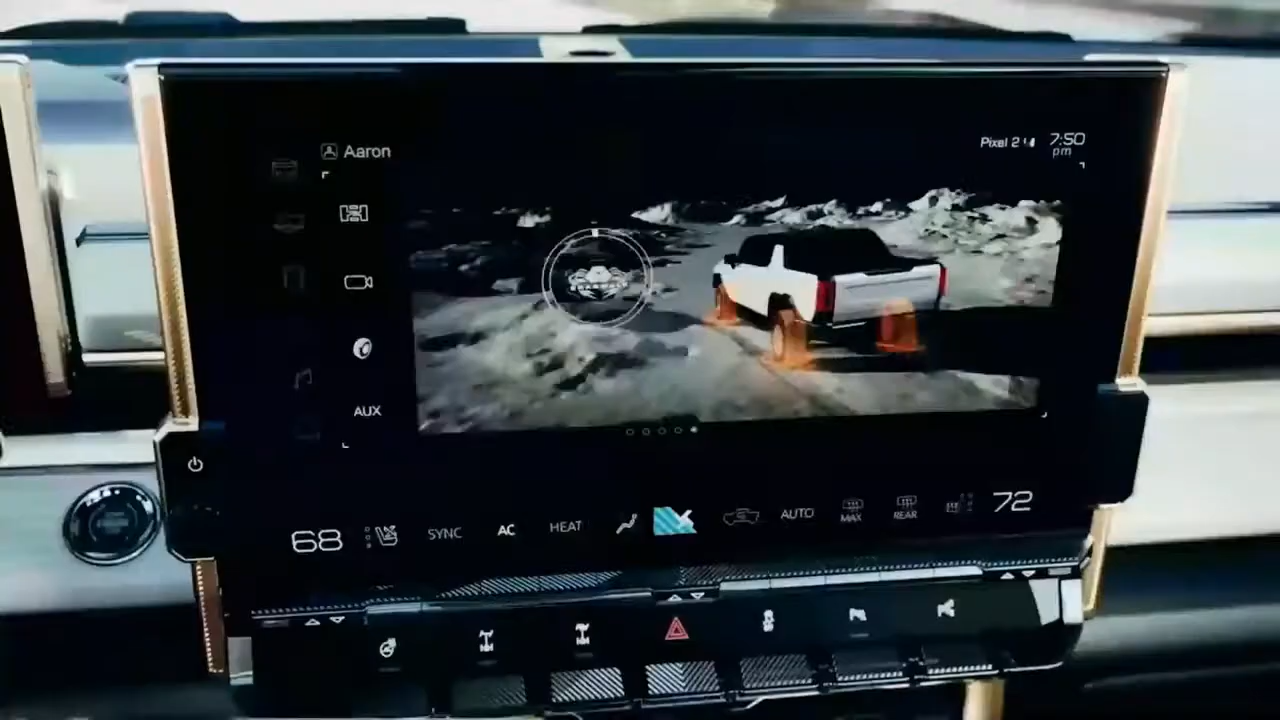 Aaron
Pixel 2
7:50
pm
AUX
68
SYNC
AC
HEAT
AUTO
MAX
REAR
72